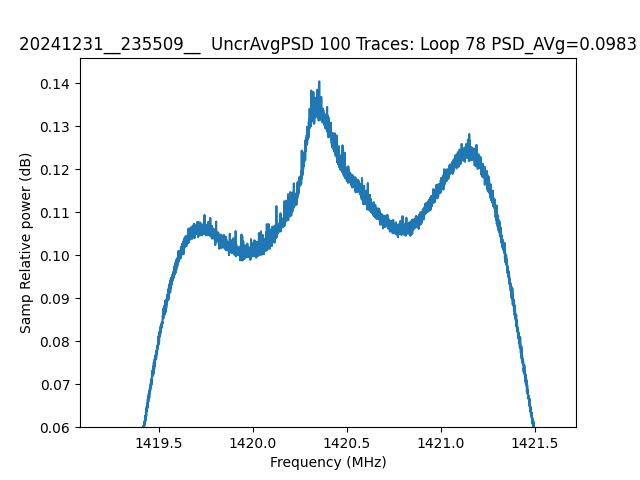 20241231__235509__  UncrAvgPSD 100 Traces: Loop 78 PSD_AVg=0.0983
Samp Relative power (dB)
0.14
0.13
0.12
0.11
0.10
0.09
0.08
0.07
0.06
1419.5 1420.0 1420.5 1421.0 1421.5
Frequency (MHz)